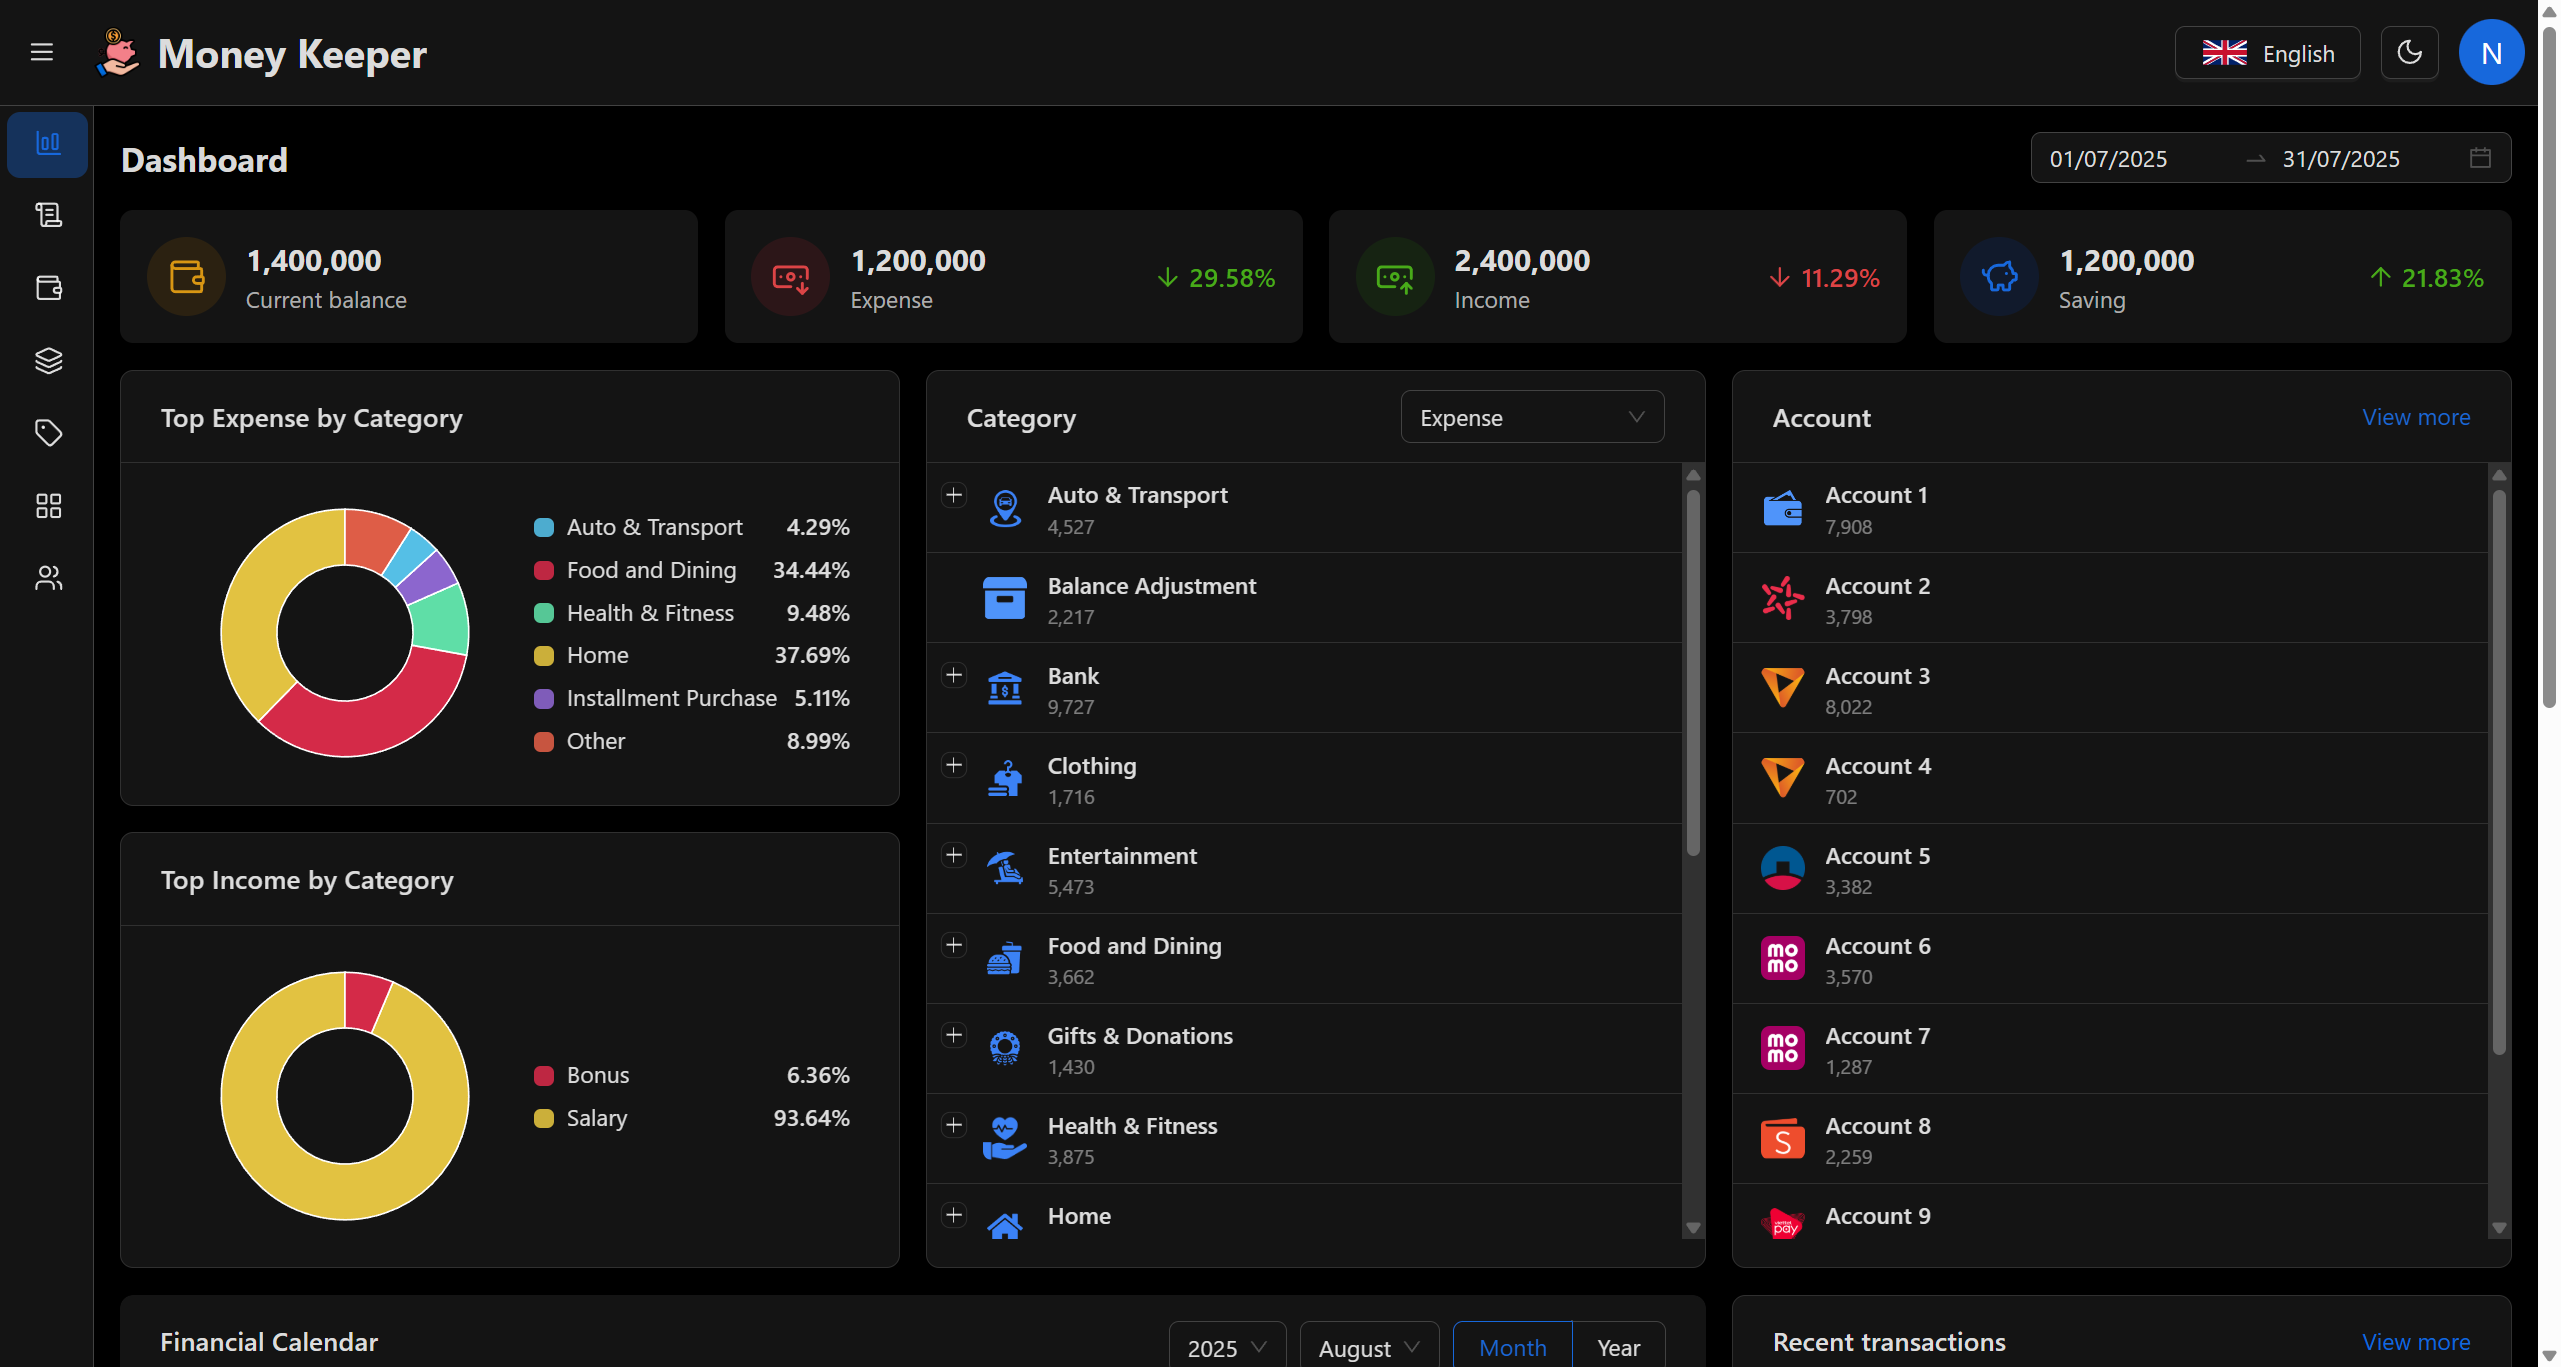 Money Keeper
English
N
Dashboard
01/07/2025
31/07/2025
1,400,000
Current balance
1,200,000
Expense
29.58%
2,400,000
Income
11.29%
1,200,000
Saving
21.83%
Top Expense by Category
Auto & Transport 4.29%
Food and Dining 34.44%
Health & Fitness 9.48%
Home 37.69%
Installment Purchase 5.11%
Other 8.99%
Top Income by Category
Bonus 6.36%
Salary 93.64%
Category
Expense
Auto & Transport
4,527
Balance Adjustment
2,217
Bank
9,727
Clothing
1,716
Entertainment
5,473
Food and Dining
3,662
Gifts & Donations
1,430
Health & Fitness
3,875
Home
Account
View more
Account 1
7,908
Account 2
3,798
Account 3
8,022
Account 4
702
Account 5
3,382
mo
mo
Account 6
3,570
mo
mo
Account 7
1,287
S
Account 8
2,259
pay
Account 9
Financial Calendar
2025
August
Month
Year
Recent transactions
View more